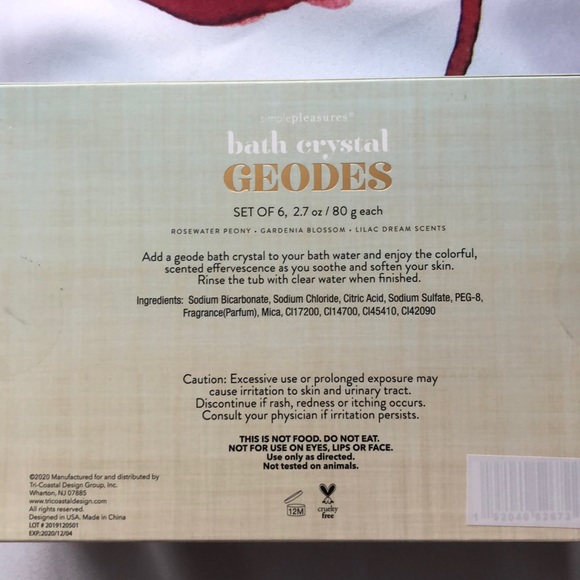 simplepleasures®
bath crystal
GEODES
SET OF 6, 2.7 oz / 80 g each
ROSEWATER PEONY • GARDENIA BLOSSOM • LILAC DREAM SCENTS
Add a geode bath crystal to your bath water and enjoy the colorful,
scented effervescence as you soothe and soften your skin.
Rinse the tub with clear water when finished.
Ingredients: Sodium Bicarbonate, Sodium Chloride, Citric Acid, Sodium Sulfate, PEG-8,
Fragrance(Parfum), Mica, CI17200, CI14700, CI45410, CI42090
Caution: Excessive use or prolonged exposure may
cause irritation to skin and urinary tract.
Discontinue if rash, redness or itching occurs.
Consult your physician if irritation persists.
THIS IS NOT FOOD. DO NOT EAT.
NOT FOR USE ON EYES, LIPS OR FACE.
Use only as directed.
Not tested on animals.
©2020 Manufactured for and distributed by
Tri-Coastal Design Group, Inc.
Wharton, NJ 07885
www.tricoastaldesign.com
All rights reserved.
Designed in USA. Made in China
LOT # 2019120501
EXP:2020/12/04
12M
cruelty
free